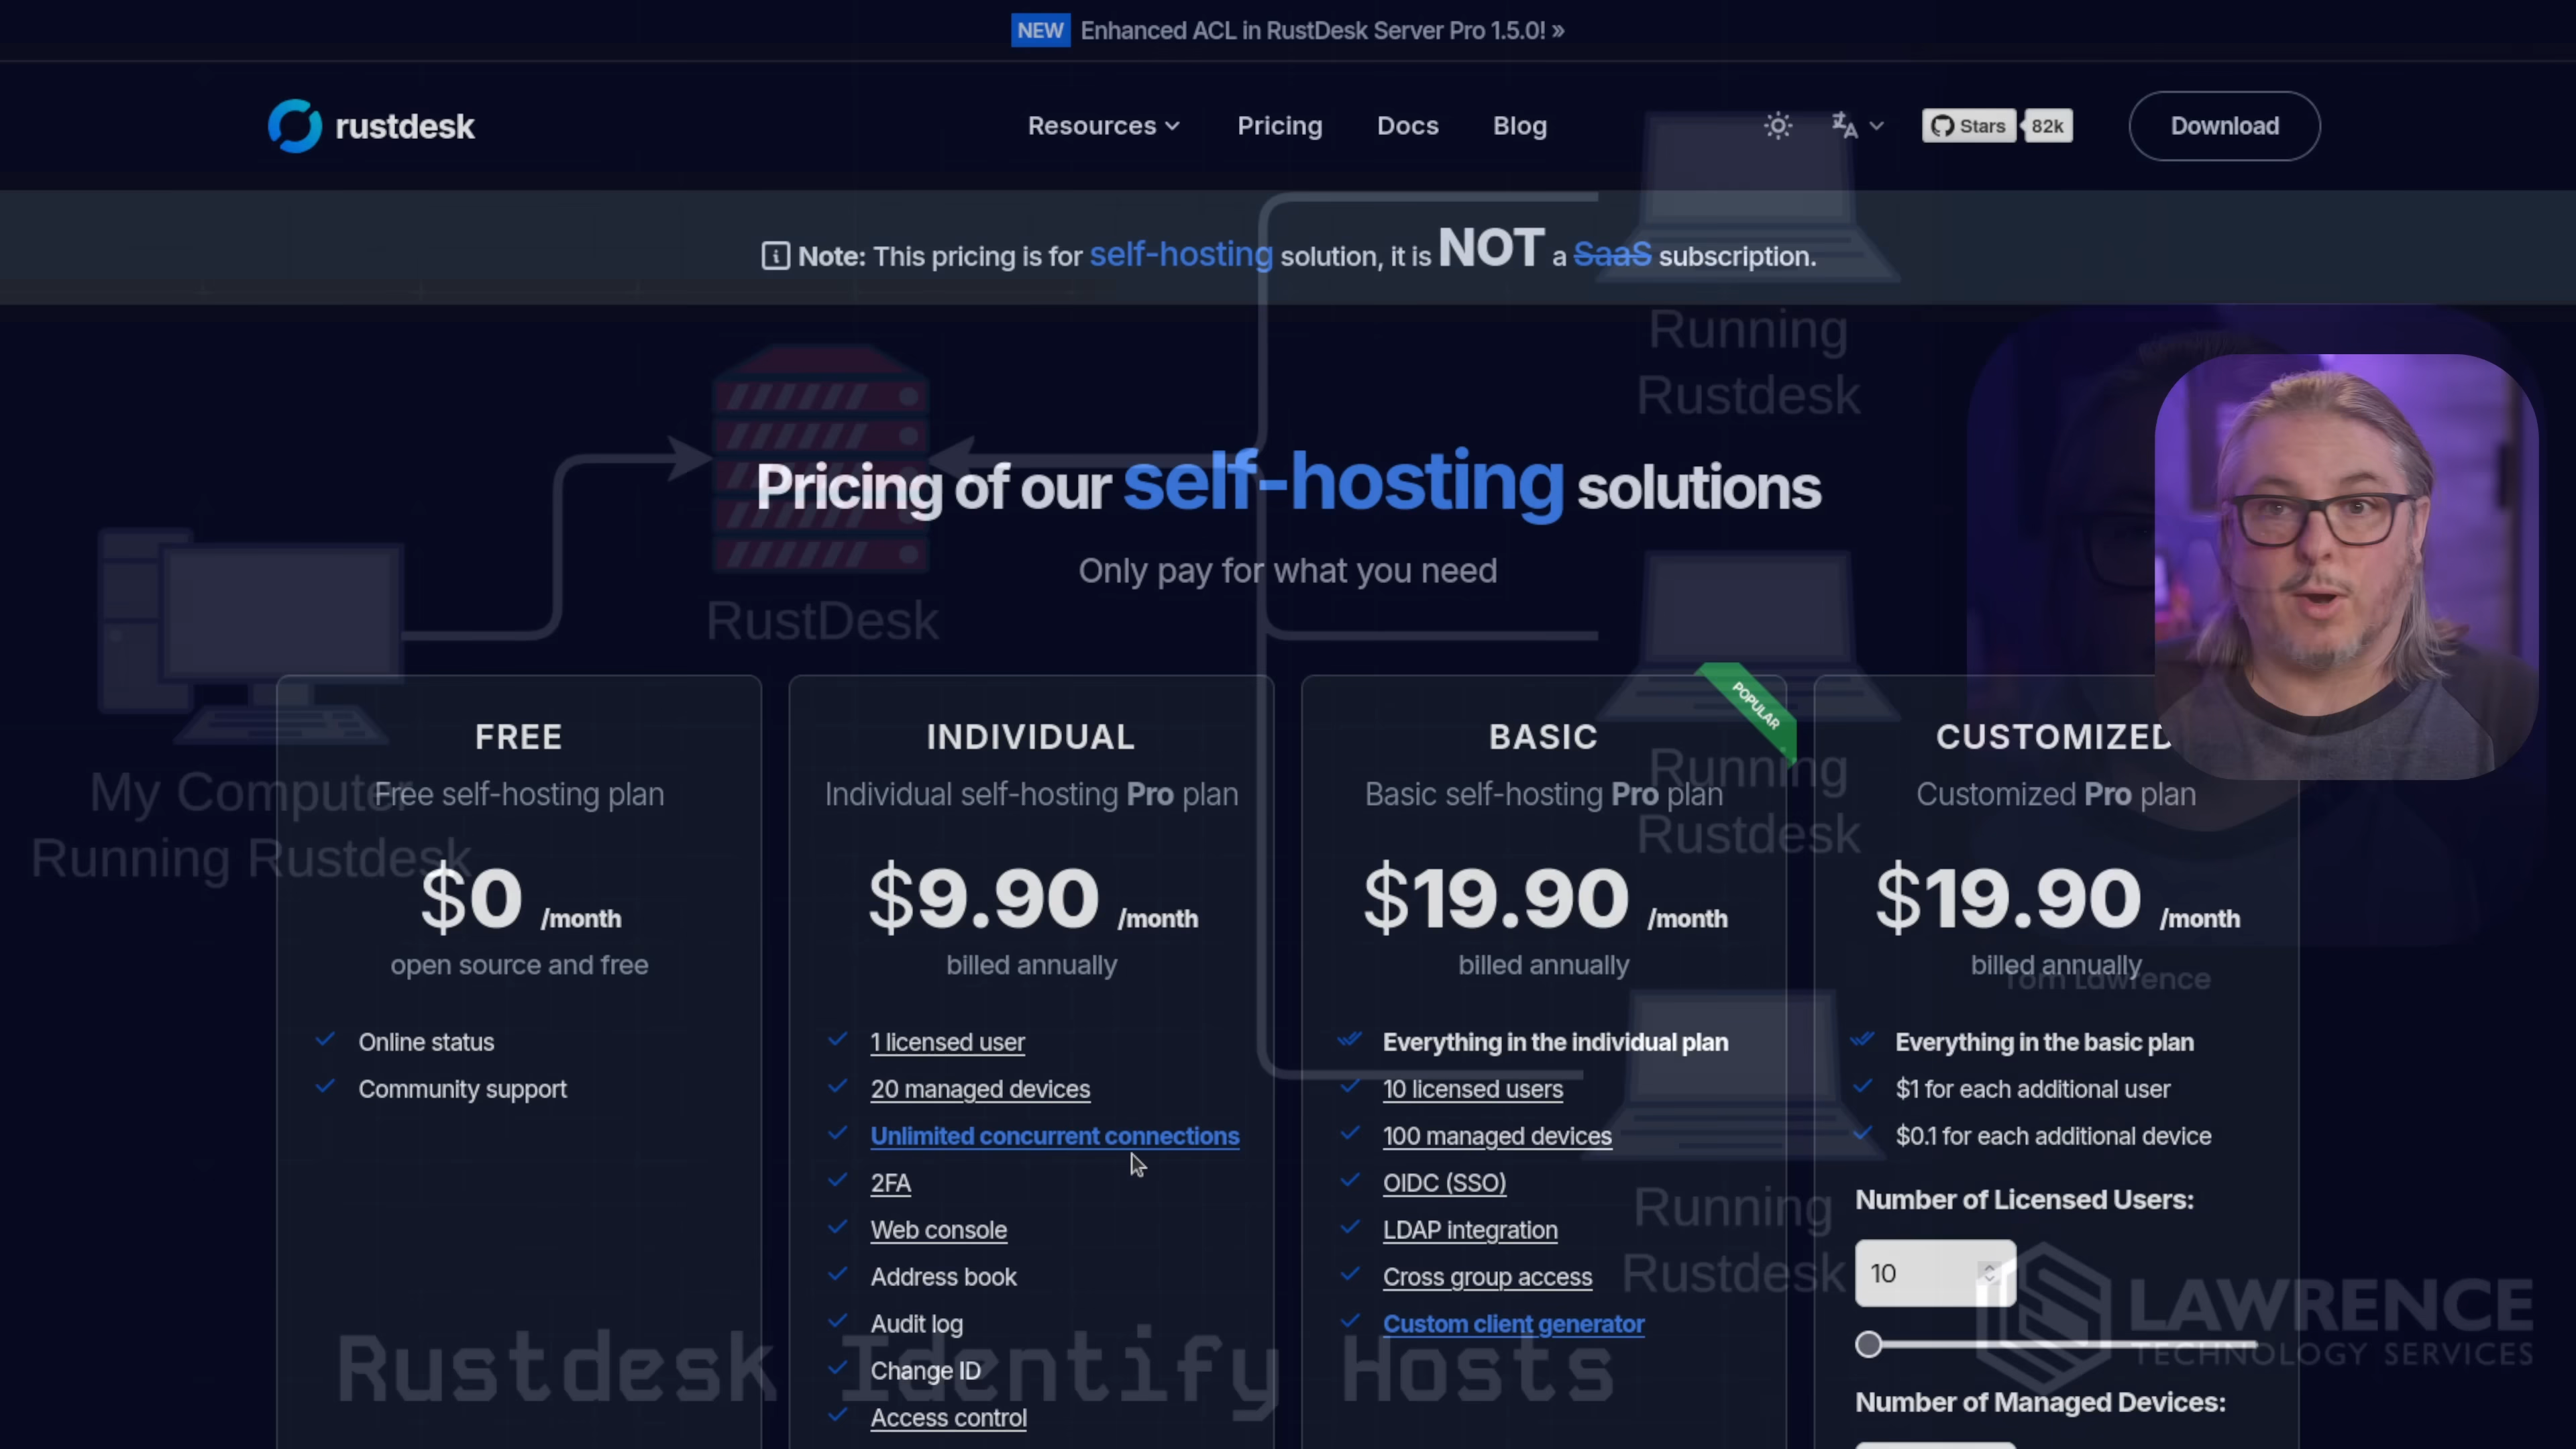 NEW Enhanced ACL in RustDesk Server Pro 1.5.0! »
rustdesk
Resources Pricing Docs Blog
Stars 82k
Download
Note: This pricing is for self-hosting solution, it is NOT a SaaS subscription.
Running
Rustdesk
Pricing of our self-hosting solutions
Only pay for what you need
RustDesk
My Computer
Running Rustdesk
FREE
Free self-hosting plan
$0 /month
open source and free
Online status
Community support
INDIVIDUAL
Individual self-hosting Pro plan
$9.90 /month
billed annually
1 licensed user
20 managed devices
Unlimited concurrent connections
2FA
Web console
Address book
Audit log
Change ID
Access control
POPULAR
BASIC
Basic self-hosting Pro plan
$19.90 /month
billed annually
Everything in the individual plan
10 licensed users
100 managed devices
OIDC (SSO)
LDAP integration
Cross group access
Custom client generator
Running
Rustdesk
Running
Rustdesk
CUSTOMIZED
Customized Pro plan
$19.90 /month
billed annually
Tom Lawrence
Everything in the basic plan
$1 for each additional user
$0.1 for each additional device
Number of Licensed Users:
10
Number of Managed Devices:
Rustdesk Identify Hosts
LAWRENCE
TECHNOLOGY SERVICES